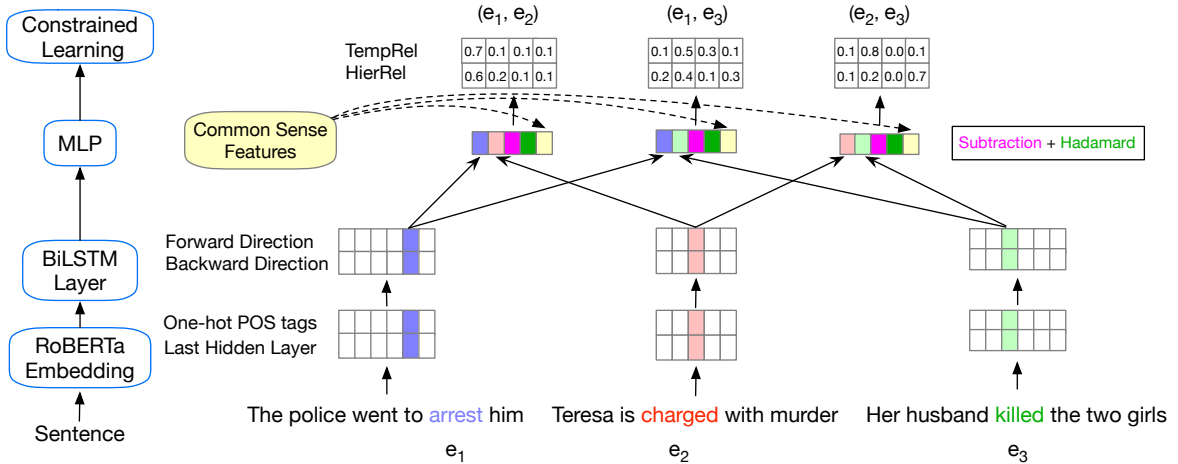 Constrained
Learning
MLP
BiLSTM
Layer
RoBERTa
Embedding
Sentence
(e1, e2)
(e1, e3)
(e2, e3)
TempRel
HierRel
0.7 0.1 0.1 0.1
0.6 0.2 0.1 0.1
0.1 0.5 0.3 0.1
0.2 0.4 0.1 0.3
0.1 0.8 0.0 0.1
0.1 0.2 0.0 0.7
Common Sense
Features
Subtraction + Hadamard
Forward Direction
Backward Direction
One-hot POS tags
Last Hidden Layer
The police went to arrest him
e1
Teresa is charged with murder
e2
Her husband killed the two girls
e3